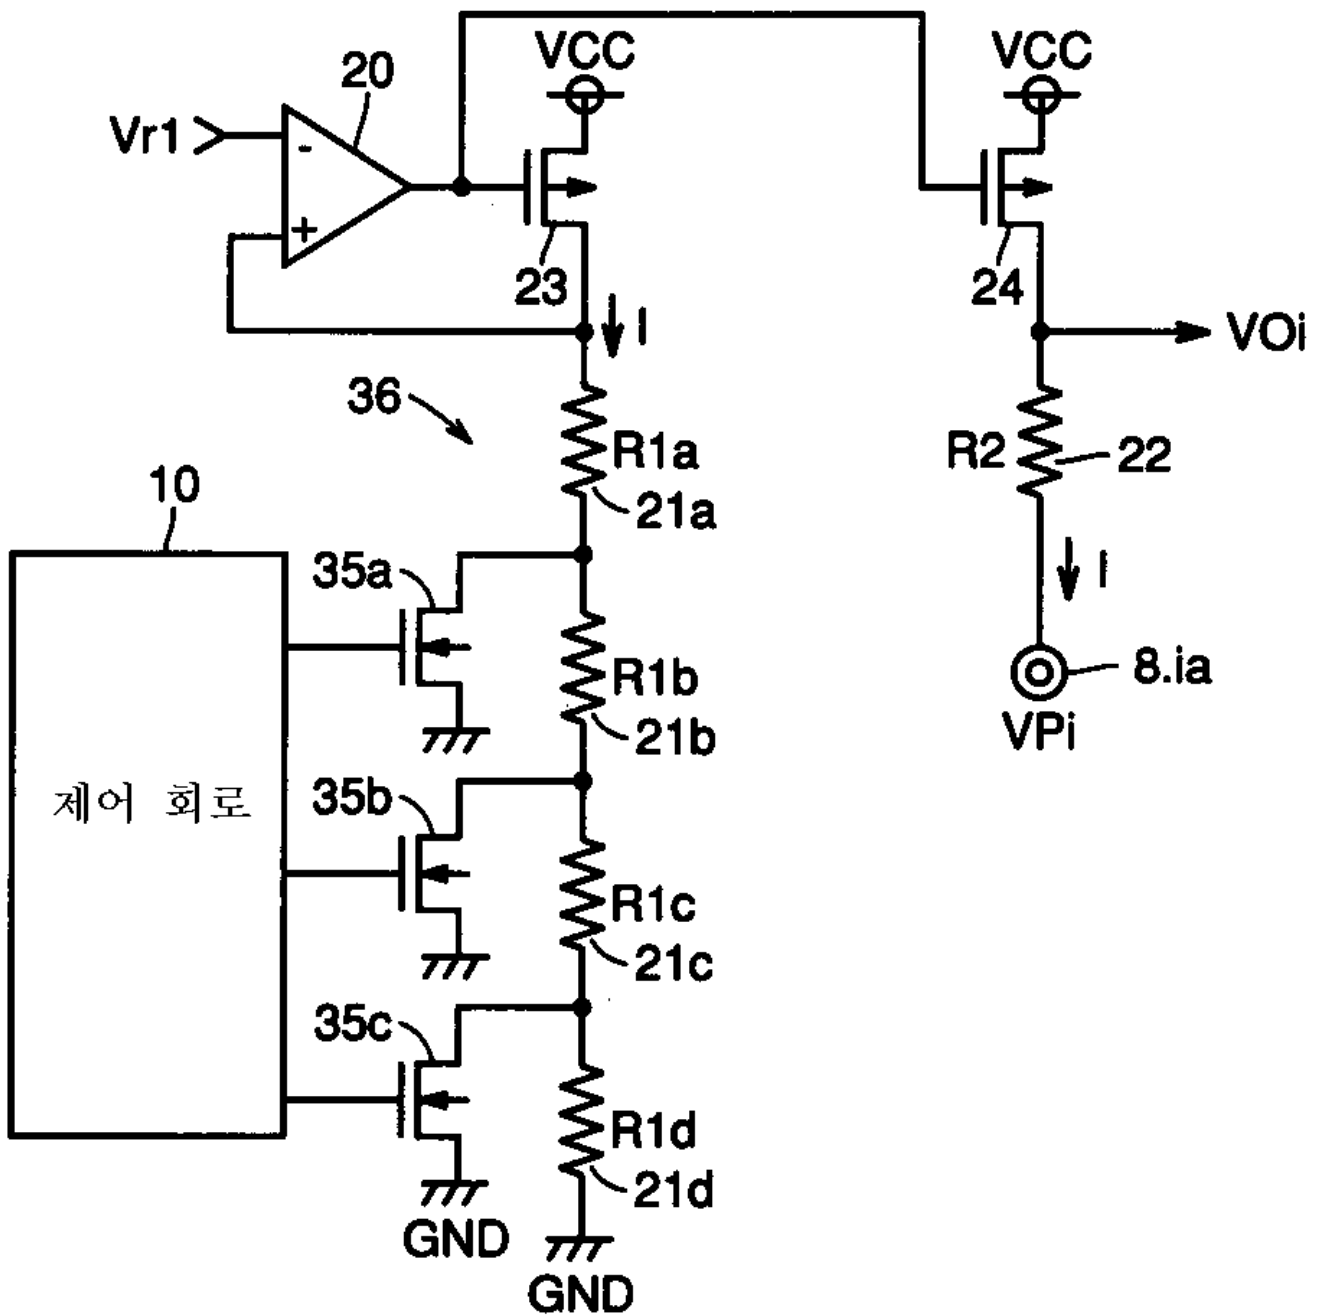 VCC
VCC
20
Vr1
-
+
23
24
I
VOi
36
R1a
21a
R2
22
10
35a
I
R1b
21b
8.ia
VPi
제어 회로
35b
R1c
21c
35c
R1d
21d
GND
GND